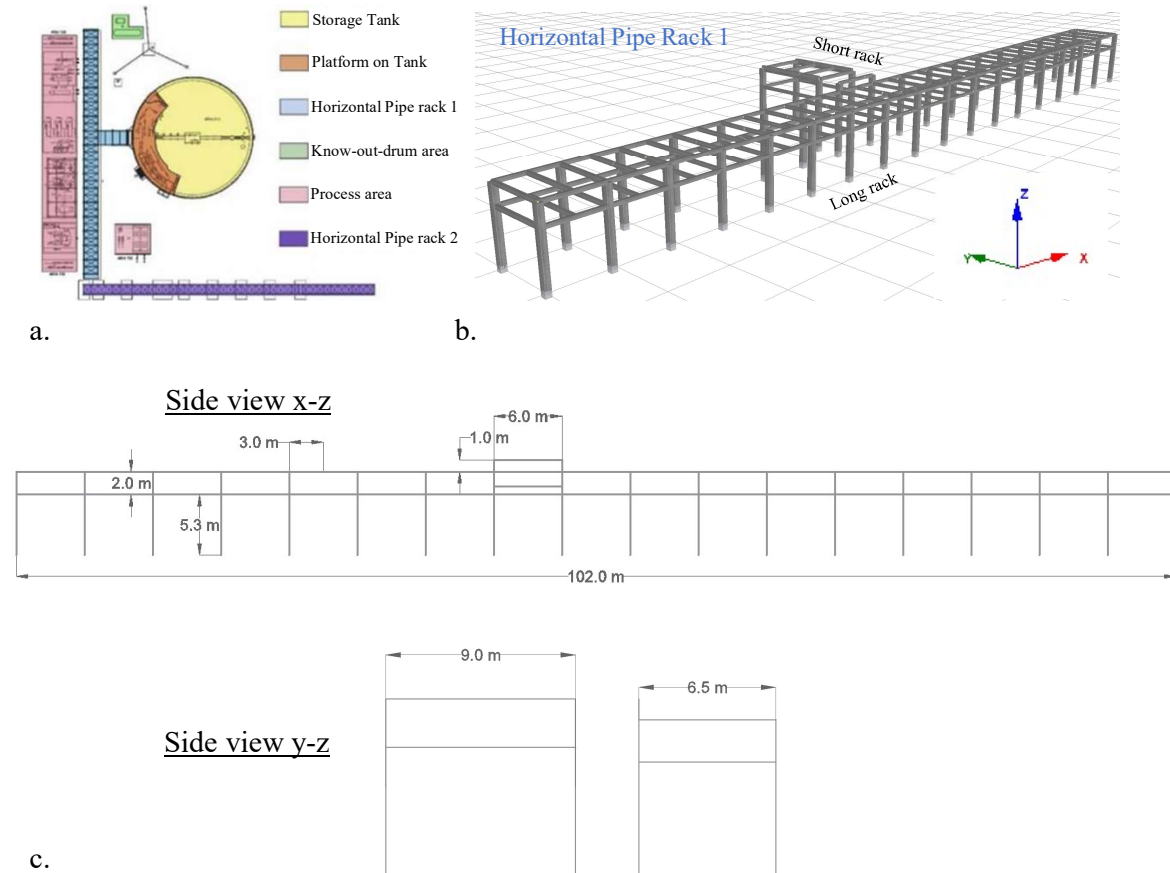 Storage Tank
Platform on Tank
Horizontal Pipe rack 1
Know-out-drum area
Process area
Horizontal Pipe rack 2
a.
Horizontal Pipe Rack 1
Short rack
Long rack
Z
Y
X
b.
Side view x-z
6.0 m
1.0 m
3.0 m
2.0 m
5.3 m
102.0 m
9.0 m
6.5 m
Side view y-z
c.